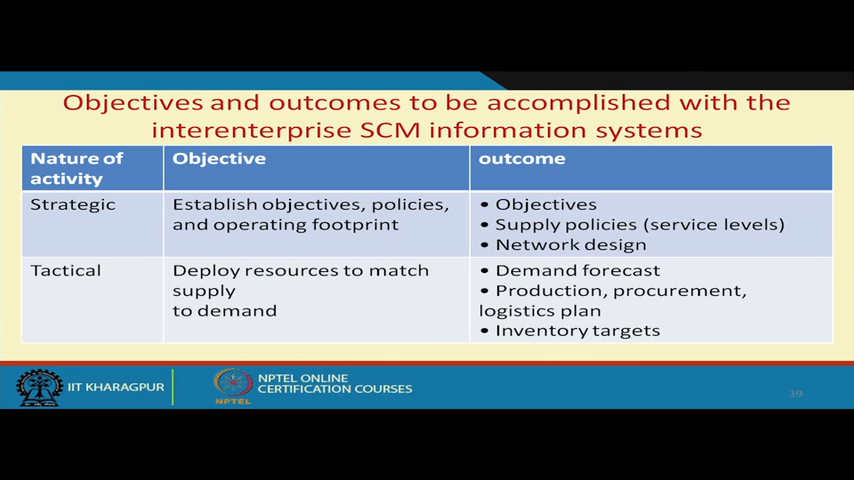 Objectives and outcomes to be accomplished with the
interenterprise SCM information systems
Nature of
activity
Objective
outcome
Strategic
Establish objectives, policies,
and operating footprint
• Objectives
• Supply policies (service levels)
• Network design
Tactical
Deploy resources to match
supply
to demand
• Demand forecast
• Production, procurement,
logistics plan
• Inventory targets
IIT KHARAGPUR
NPTEL
NPTEL ONLINE
CERTIFICATION COURSES
39